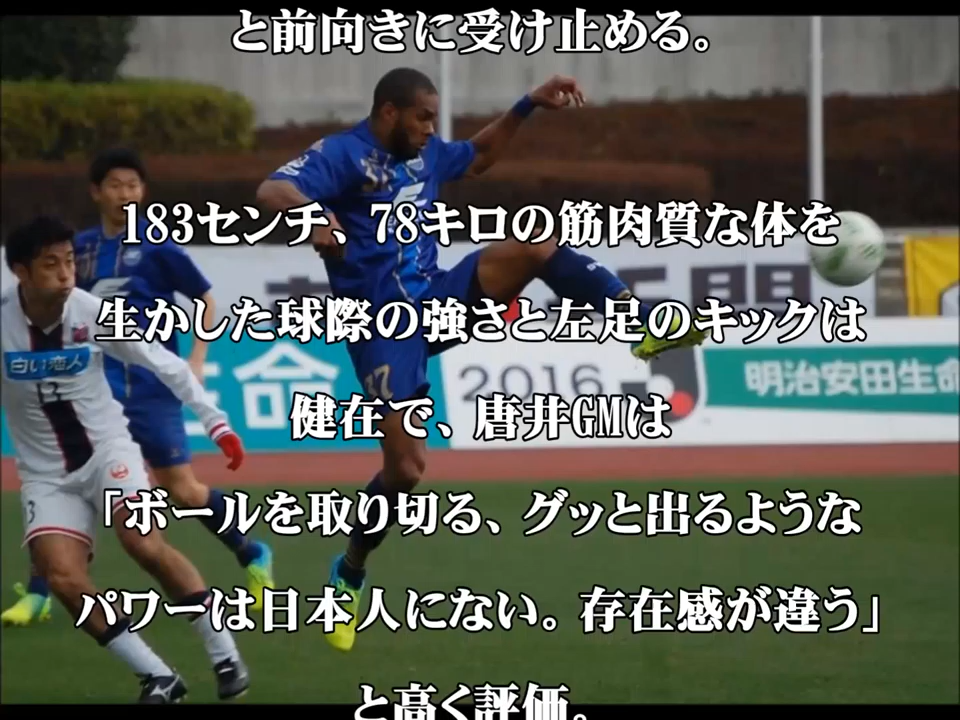 と前向きに受け止める。
183センチ、78キロの筋肉質な体を
生かした球際の強さと左足のキックは
健在で、唐井GMは
「ボールを取り切る、グッと出るような
パワーは日本人にない。存在感が違う」
と高く評価。
白い恋人
13
3
37
生命
2016
明治安田生命